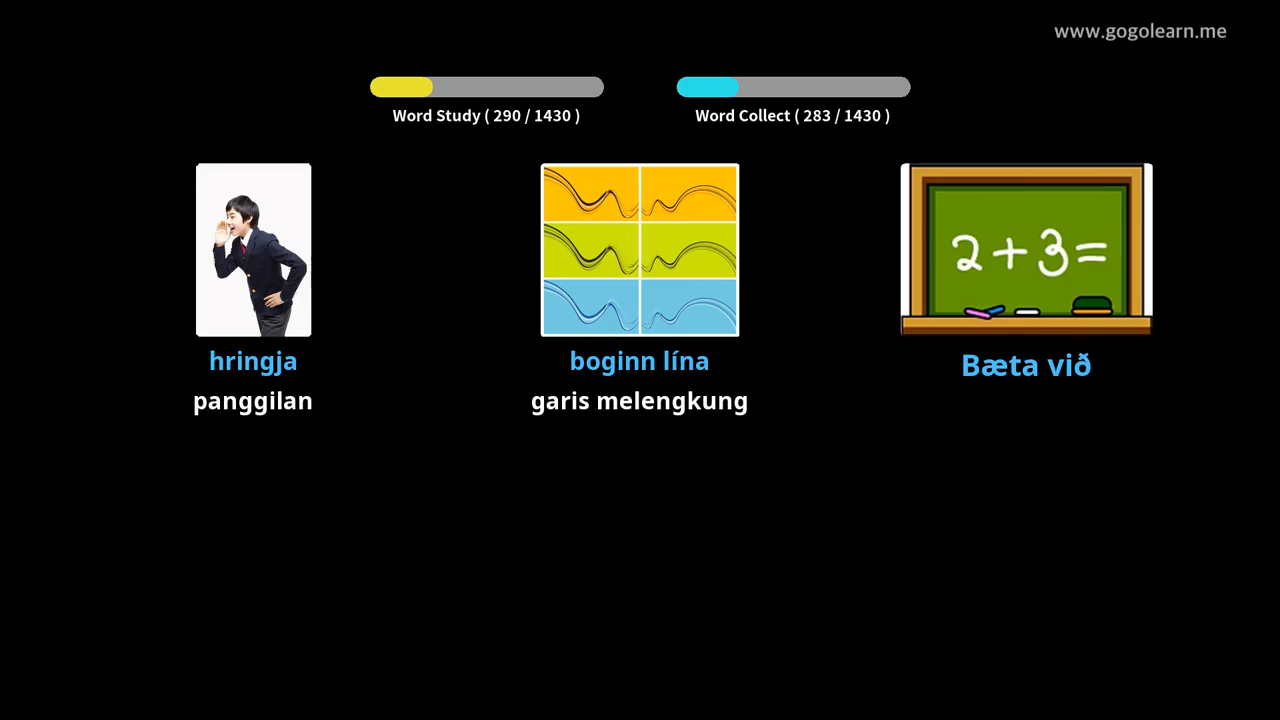 www.gogolearn.me
Word Study ( 290 / 1430 )
Word Collect ( 283 / 1430 )
2+3=
hringja
boginn lína
Bæta við
panggilan
garis melengkung